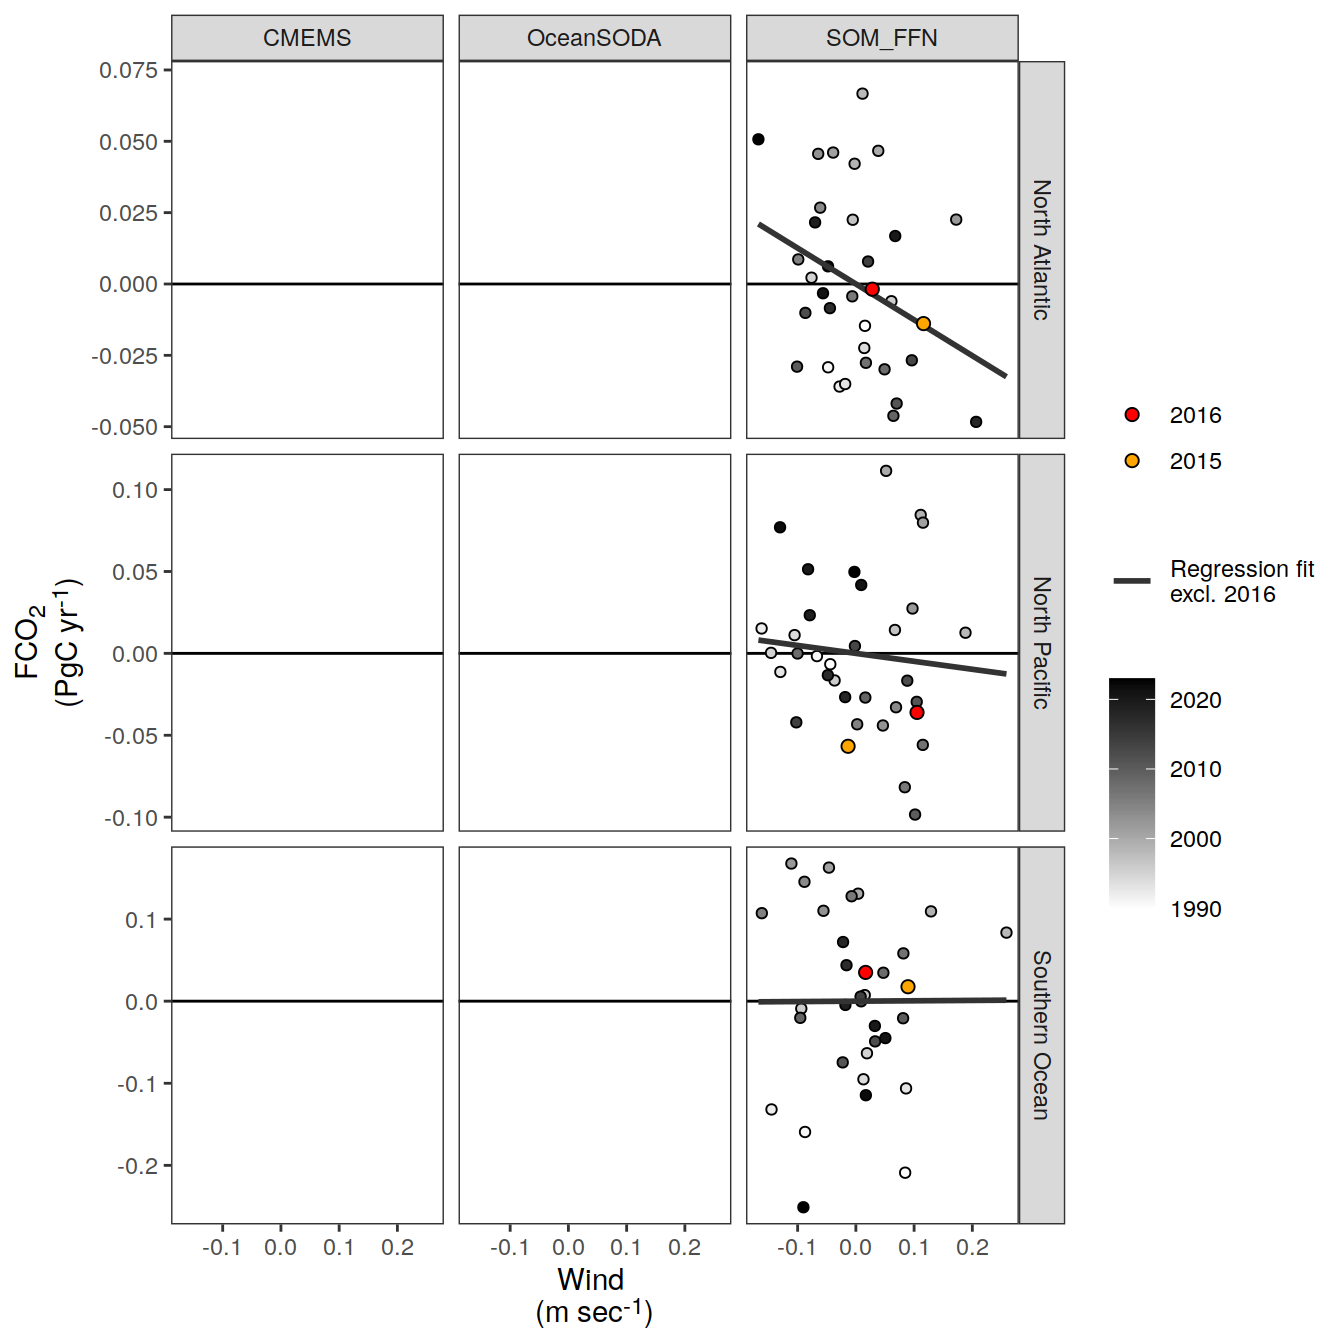 CMEMS
OceanSODA
SOM_FFN
0.075
0.050
0.025
0.000
-0.025
-0.050
North Atlantic
0.10
0.05
0.00
-0.05
-0.10
North Pacific
0.1
0.0
-0.1
-0.2
Southern Ocean
FCO₂
(PgC yr⁻¹)
-0.1 0.0 0.1 0.2
-0.1 0.0 0.1 0.2
-0.1 0.0 0.1 0.2
Wind
(m sec⁻¹)
2016
2015
Regression fit
excl. 2016
2020
2010
2000
1990